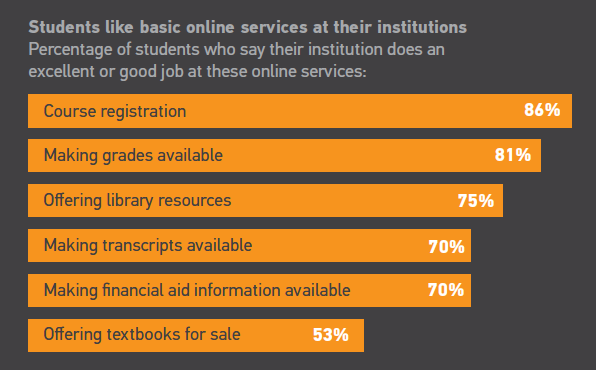 Students like basic online services at their institutions
Percentage of students who say their institution does an
excellent or good job at these online services:
Course registration 86%
Making grades available 81%
Offering library resources 75%
Making transcripts available 70%
Making financial aid information available 70%
Offering textbooks for sale 53%